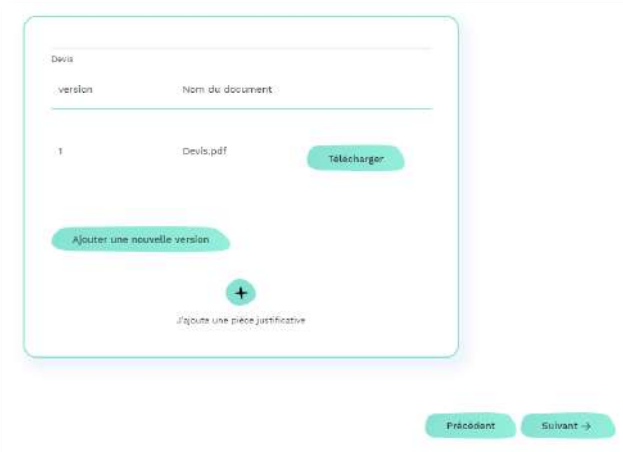 Devis
version Nom du document
1 Devis.pdf Télécharger
Ajouter une nouvelle version
+
J'ajoute une pièce justificative
Précédent Suivant →